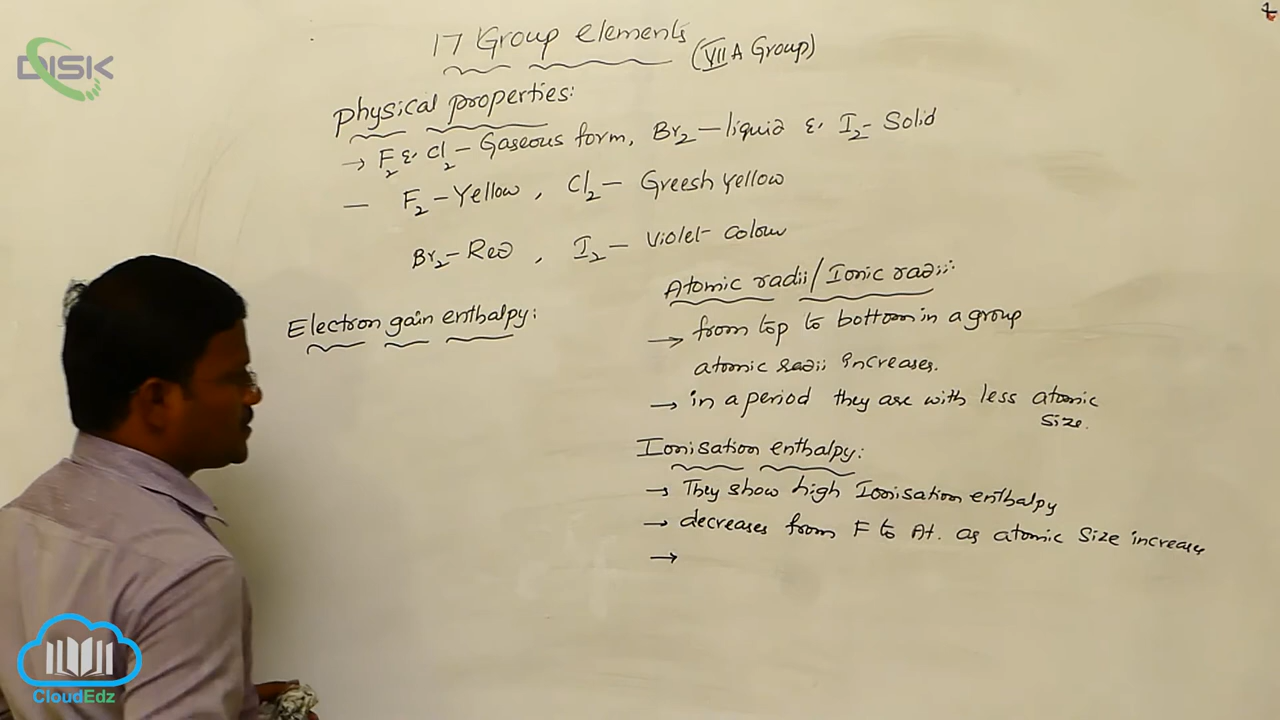 17 Group elements
(VII A Group)
DISK
Physical properties:
→ F₂ & Cl₂ - Gaseous form, Br₂ - liquid & I₂ - Solid
- F₂ - Yellow, Cl₂ - Greesh Yellow
Br₂ - Red, I₂ - Violet Colour
Electron gain enthalpy:
Atomic radii/Ionic radii:
→ from top to bottom in a group
atomic radii increases.
→ in a period they are with less atomic
Size.
Ionisation enthalpy:
→ They show high Ionisation enthalpy
→ decreases from F to At. as atomic Size increases
→
CloudEdz